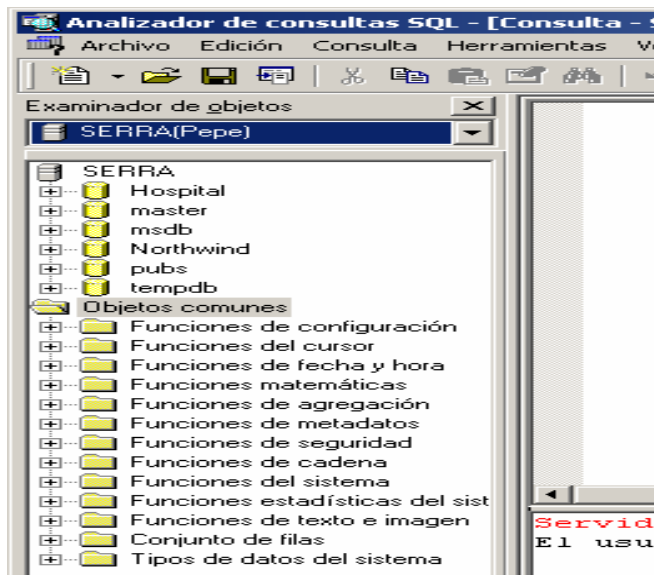 Analizador de consultas SQL - [Consulta -
Archivo Edición Consulta Herramientas
Examinador de objetos
SERRA(Pepe)
SERRA
Hospital
master
msdb
Northwind
pubs
tempdb
Objetos comunes
Funciones de configuración
Funciones del cursor
Funciones de fecha y hora
Funciones matemáticas
Funciones de agregación
Funciones de metadatos
Funciones de seguridad
Funciones de cadena
Funciones del sistema
Funciones estadísticas del sist
Funciones de texto e imagen
Conjunto de filas
Tipos de datos del sistema
Servid
El usu